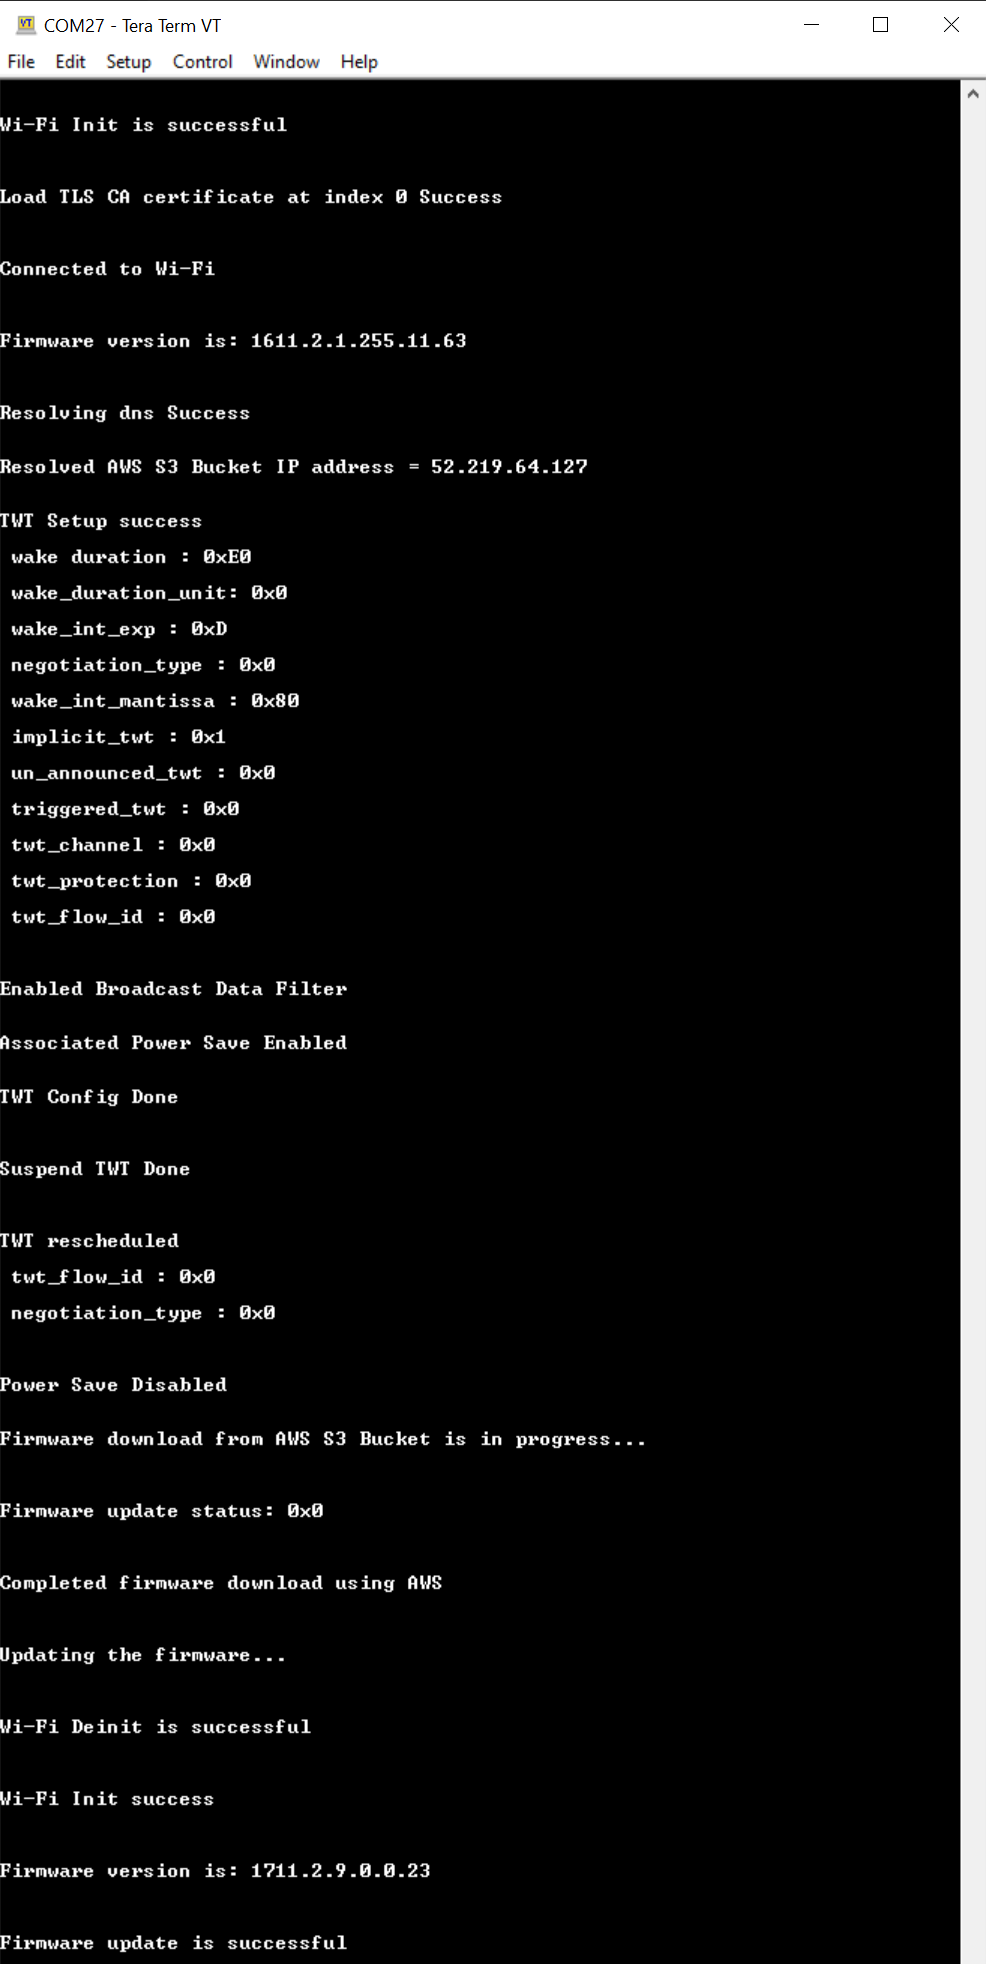 COM27 - Tera Term VT
File Edit Setup Control Window Help
Wi-Fi Init is successful
Load TLS CA certificate at index 0 Success
Connected to Wi-Fi
Firmware version is: 1611.2.1.255.11.63
Resolving dns Success
Resolved AWS S3 Bucket IP address = 52.219.64.127
TWT Setup success
wake duration : 0xE0
wake_duration_unit: 0x0
wake_int_exp : 0xD
negotiation_type : 0x0
wake_int_mantissa : 0x80
implicit_twt : 0x1
un_announced_twt : 0x0
triggered_twt : 0x0
twt_channel : 0x0
twt_protection : 0x0
twt_flow_id : 0x0
Enabled Broadcast Data Filter
Associated Power Save Enabled
TWT Config Done
Suspend TWT Done
TWT rescheduled
twt_flow_id : 0x0
negotiation_type : 0x0
Power Save Disabled
Firmware download from AWS S3 Bucket is in progress...
Firmware update status: 0x0
Completed firmware download using AWS
Updating the firmware...
Wi-Fi Deinit is successful
Wi-Fi Init success
Firmware version is: 1711.2.9.0.0.23
Firmware update is successful